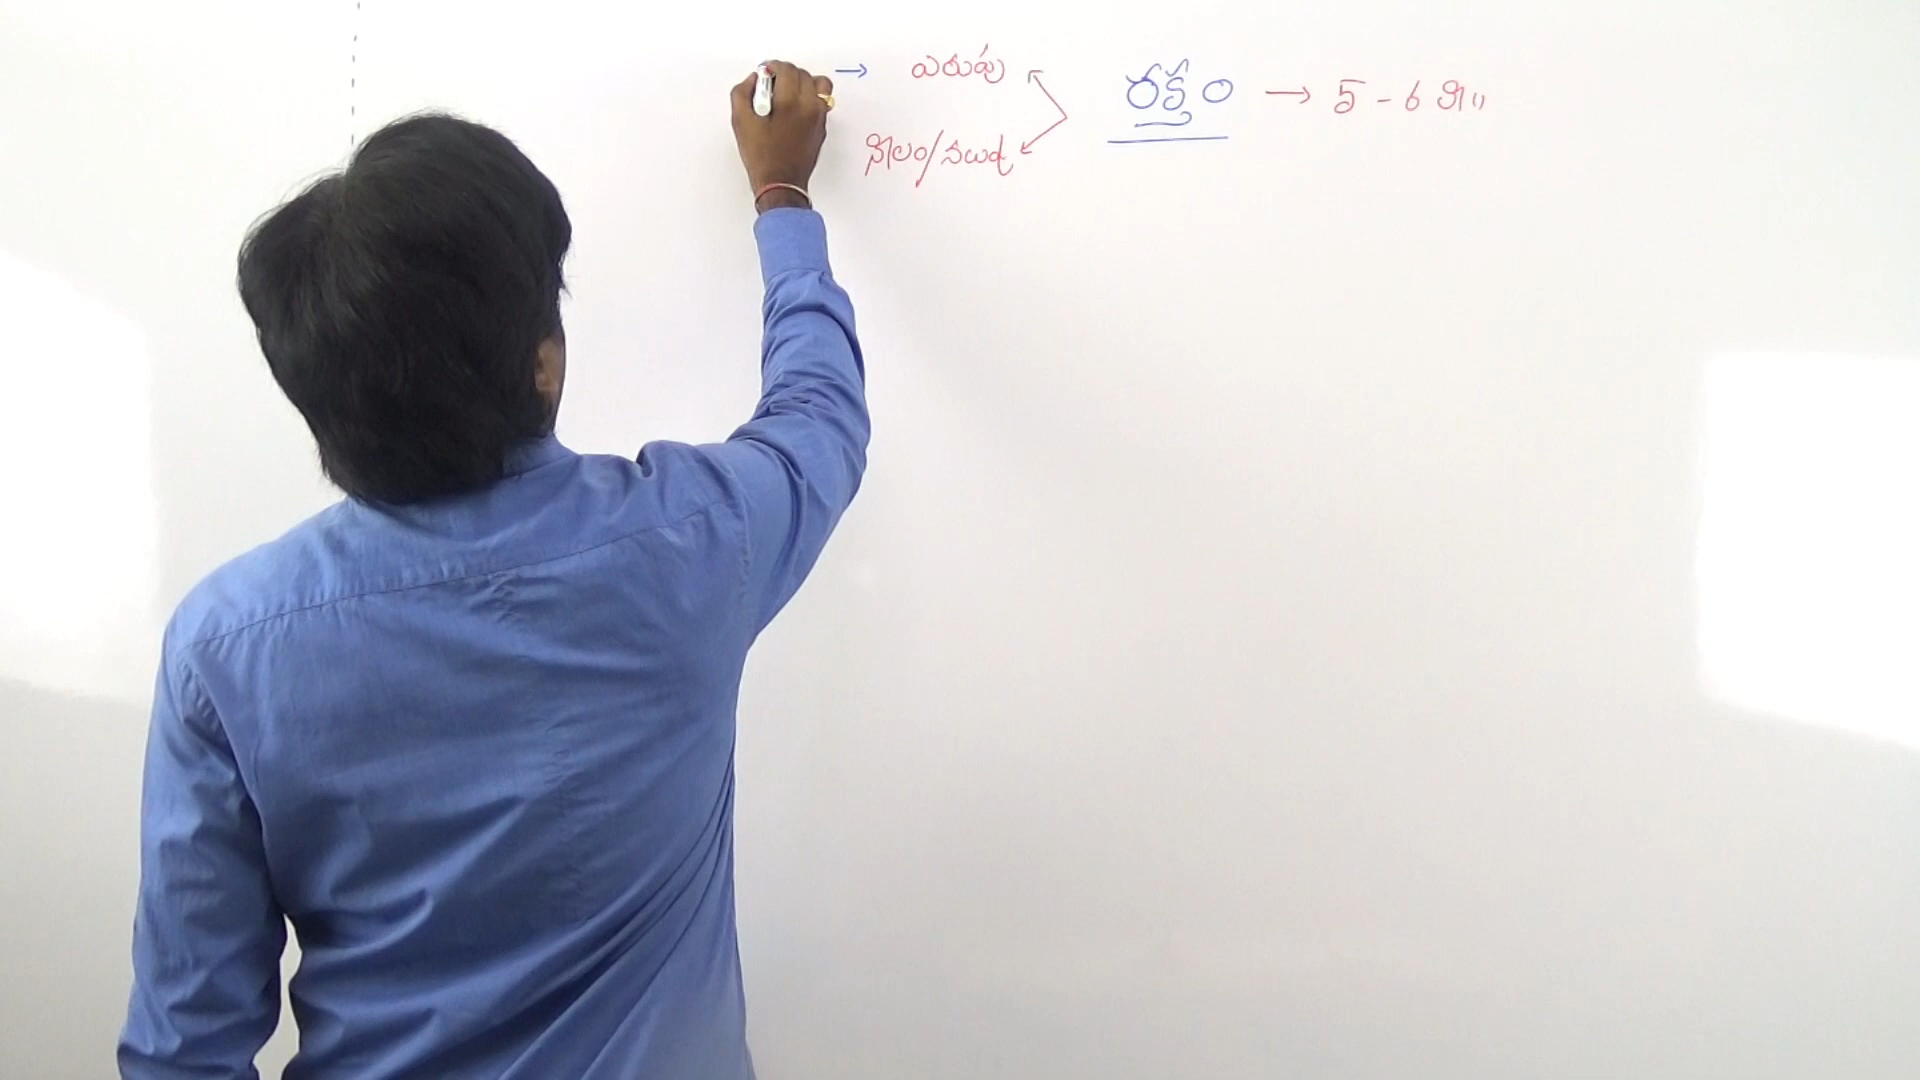 → ఎరుపు
రక్తం → 5 - 6 లీ॥
నీలం/నలుపు